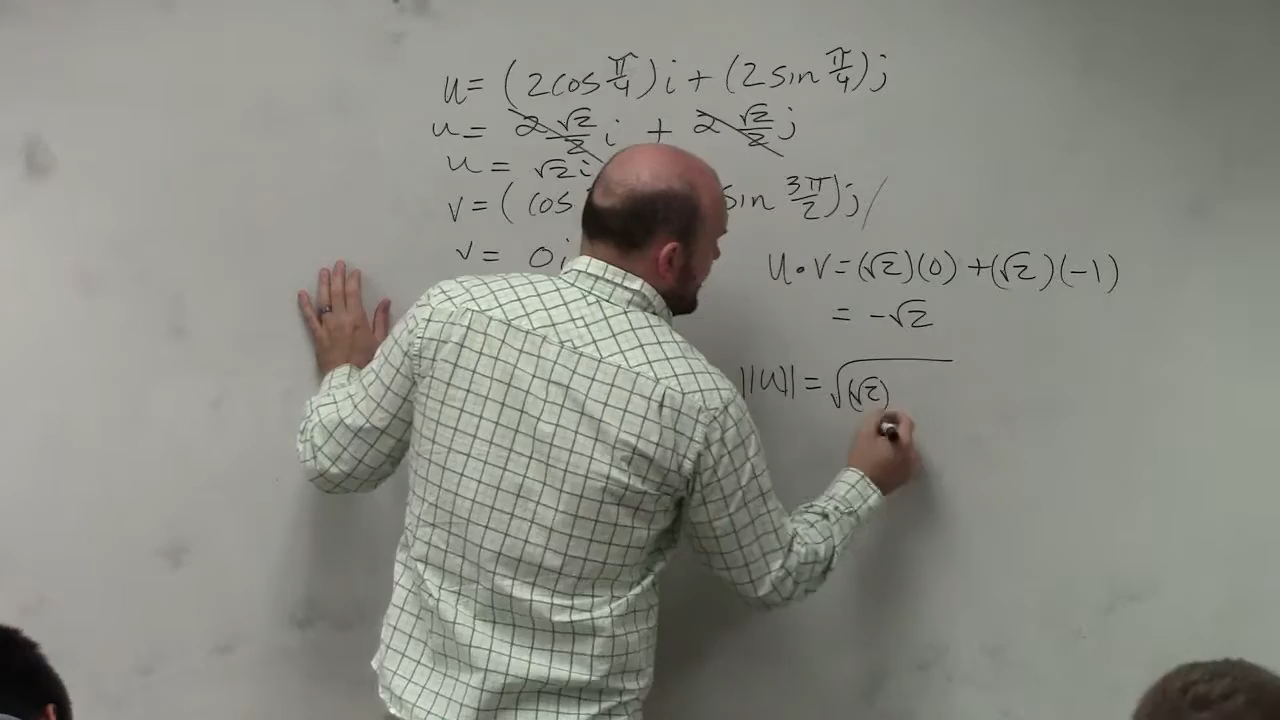 u = (2cos π/4)i + (2sin π/4)j
u = 2 √2/2 i + 2 √2/2 j
u = √2i
v = (cos sin 3π/2)j
v = 0i
u • v = (√2)(0) + (√2)(-1)
= -√2
||u|| = √(√2)